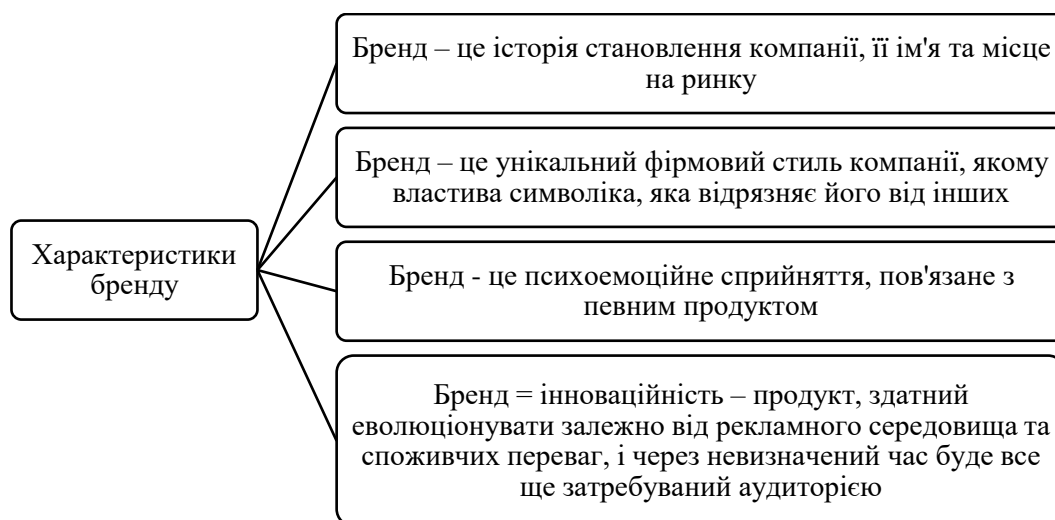 Характеристики
бренду
Бренд – це історія становлення компанії, її ім'я та місце
на ринку
Бренд – це унікальний фірмовий стиль компанії, якому
властива символіка, яка відрязняє його від інших
Бренд - це психоемоційне сприйняття, пов'язане з
певним продуктом
Бренд = інноваційність – продукт, здатний
еволюціонувати залежно від рекламного середовища та
споживчих переваг, і через невизначений час буде все
ще затребуваний аудиторією